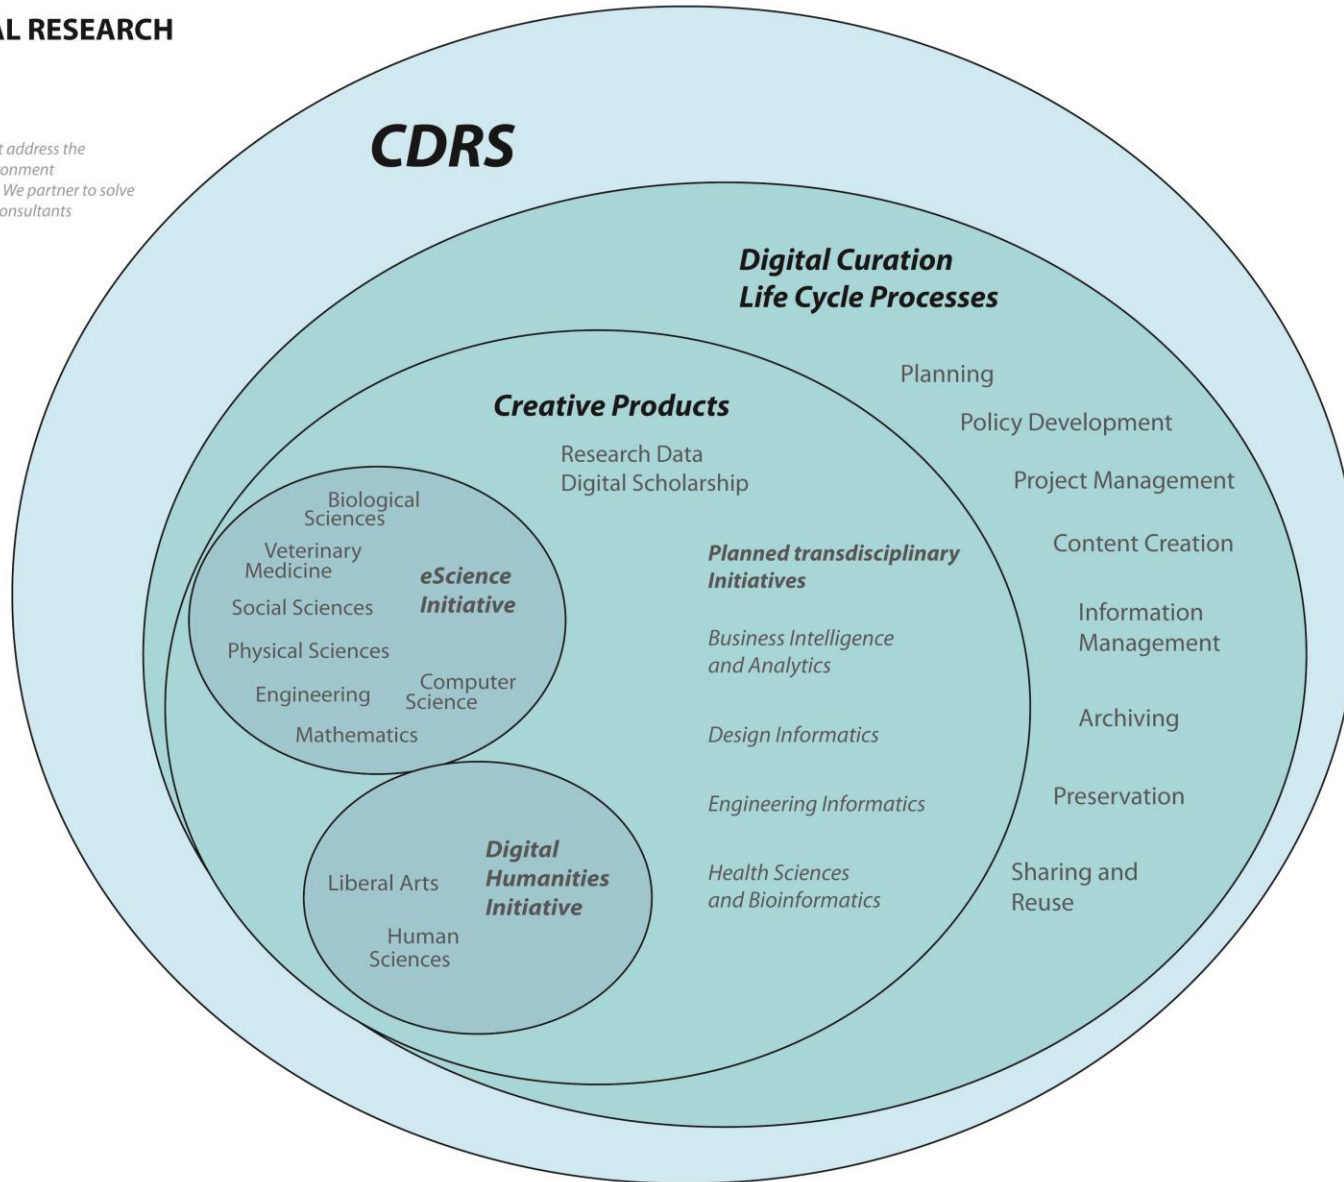 AL RESEARCH
t address the
ronment
We partner to solve
onsultants
CDRS
Digital Curation
Life Cycle Processes
Planning
Policy Development
Project Management
Content Creation
Information
Management
Archiving
Preservation
Sharing and
Reuse
Creative Products
Research Data
Digital Scholarship
Planned transdisciplinary
Initiatives
Business Intelligence
and Analytics
Design Informatics
Engineering Informatics
Health Sciences
and Bioinformatics
Biological
Sciences
Veterinary
Medicine
Social Sciences
Physical Sciences
Engineering
Computer
Science
Mathematics
eScience
Initiative
Liberal Arts
Human
Sciences
Digital
Humanities
Initiative